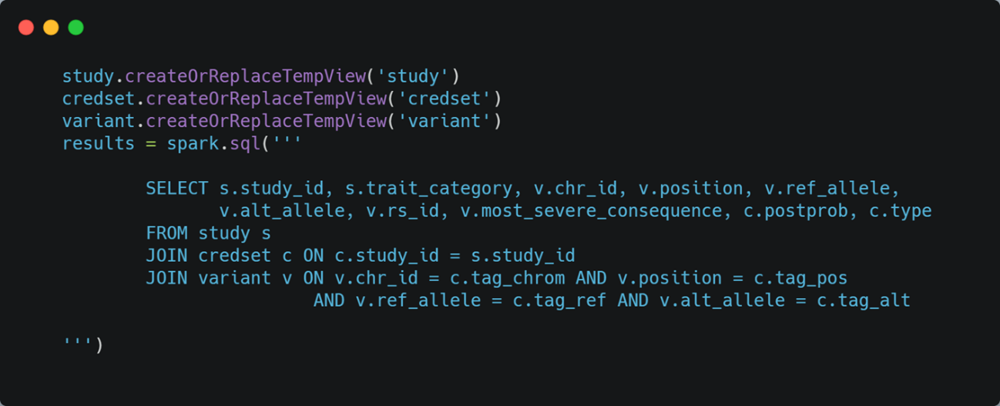 study.createOrReplaceTempView('study')
credset.createOrReplaceTempView('credset')
variant.createOrReplaceTempView('variant')
results = spark.sql('''
SELECT s.study_id, s.trait_category, v.chr_id, v.position, v.ref_allele,
v.alt_allele, v.rs_id, v.most_severe_consequence, c.postprob, c.type
FROM study s
JOIN credset c ON c.study_id = s.study_id
JOIN variant v ON v.chr_id = c.tag_chrom AND v.position = c.tag_pos
AND v.ref_allele = c.tag_ref AND v.alt_allele = c.tag_alt
''')